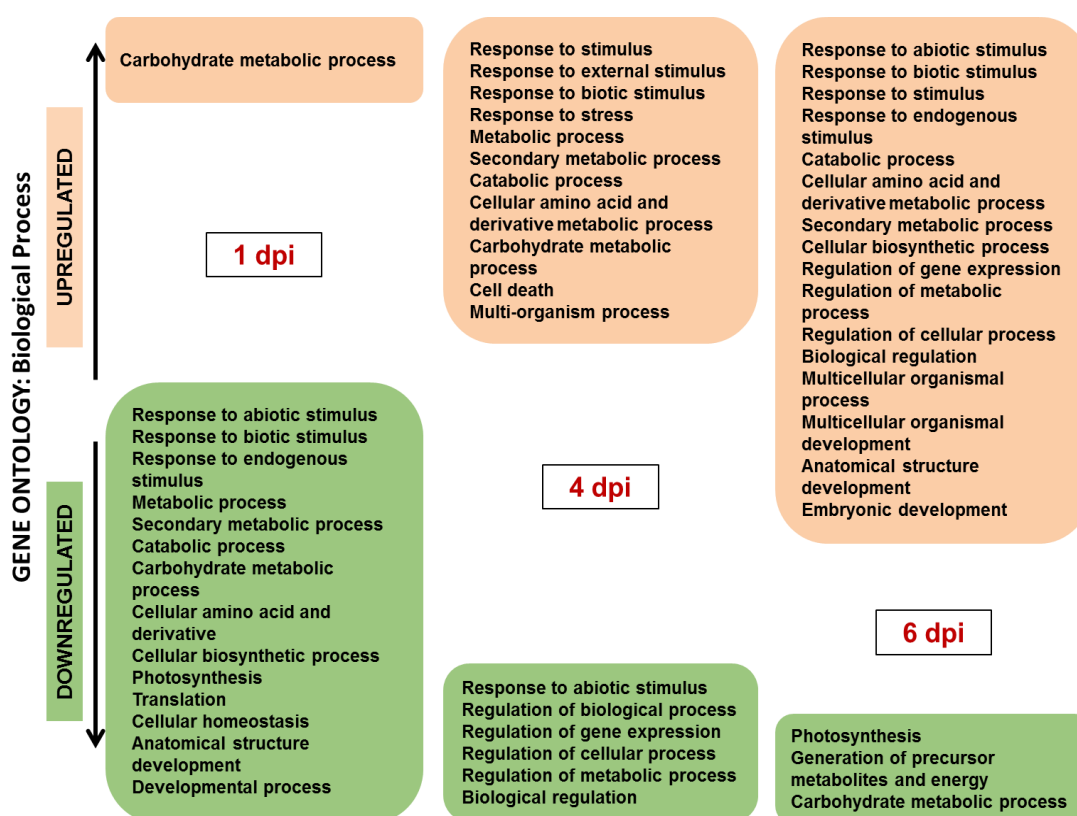 GENE ONTOLOGY: Biological Process
UPREGULATED
DOWNREGULATED
Carbohydrate metabolic process
1 dpi
Response to abiotic stimulus
Response to biotic stimulus
Response to endogenous
stimulus
Metabolic process
Secondary metabolic process
Catabolic process
Carbohydrate metabolic
process
Cellular amino acid and
derivative
Cellular biosynthetic process
Photosynthesis
Translation
Cellular homeostasis
Anatomical structure
development
Developmental process
Response to stimulus
Response to external stimulus
Response to biotic stimulus
Response to stress
Metabolic process
Secondary metabolic process
Catabolic process
Cellular amino acid and
derivative metabolic process
Carbohydrate metabolic
process
Cell death
Multi-organism process
4 dpi
Response to abiotic stimulus
Regulation of biological process
Regulation of gene expression
Regulation of cellular process
Regulation of metabolic process
Biological regulation
Response to abiotic stimulus
Response to biotic stimulus
Response to stimulus
Response to endogenous
stimulus
Catabolic process
Cellular amino acid and
derivative metabolic process
Secondary metabolic process
Cellular biosynthetic process
Regulation of gene expression
Regulation of metabolic
process
Regulation of cellular process
Biological regulation
Multicellular organismal
process
Multicellular organismal
development
Anatomical structure
development
Embryonic development
6 dpi
Photosynthesis
Generation of precursor
metabolites and energy
Carbohydrate metabolic process